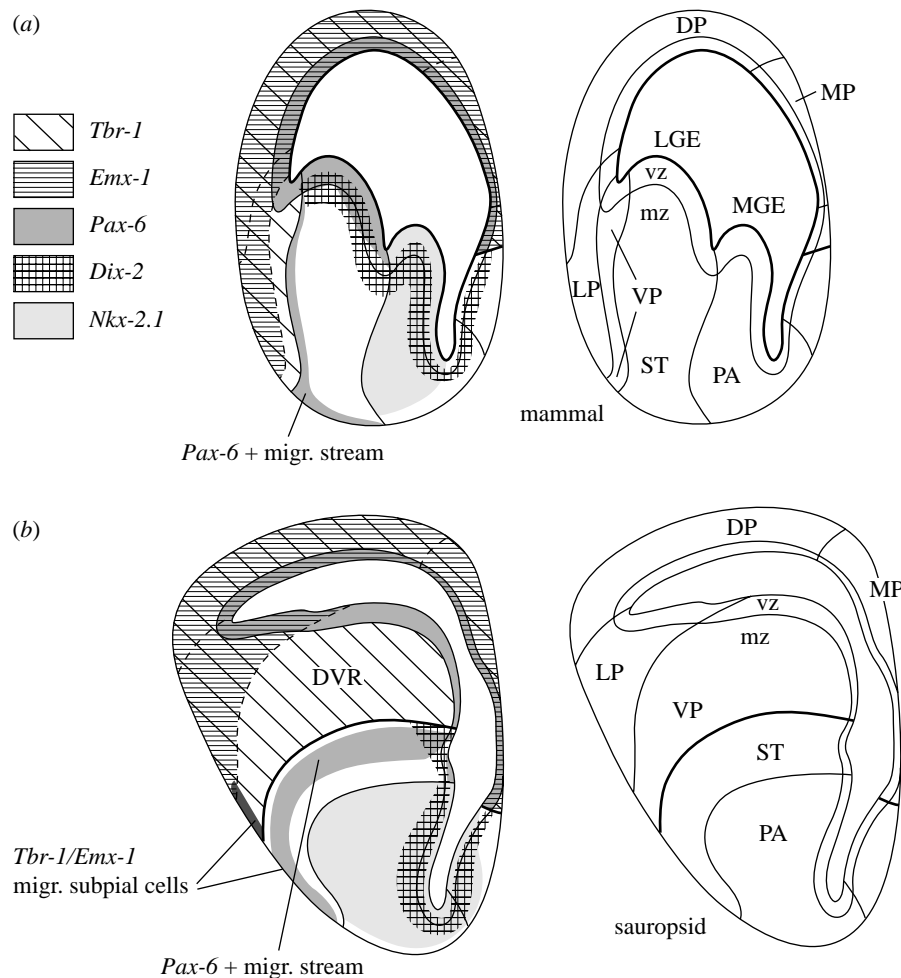 (a)
Tbr-1
Emx-1
Pax-6
Dix-2
Nkx-2.1
Pax-6 + migr. stream
DP
MP
LGE
vz
mz
MGE
LP
VP
ST
PA
mammal
(b)
DVR
Tbr-1/Emx-1
migr. subpial cells
Pax-6 + migr. stream
DP
MP
vz
mz
LP
VP
ST
PA
sauropsid